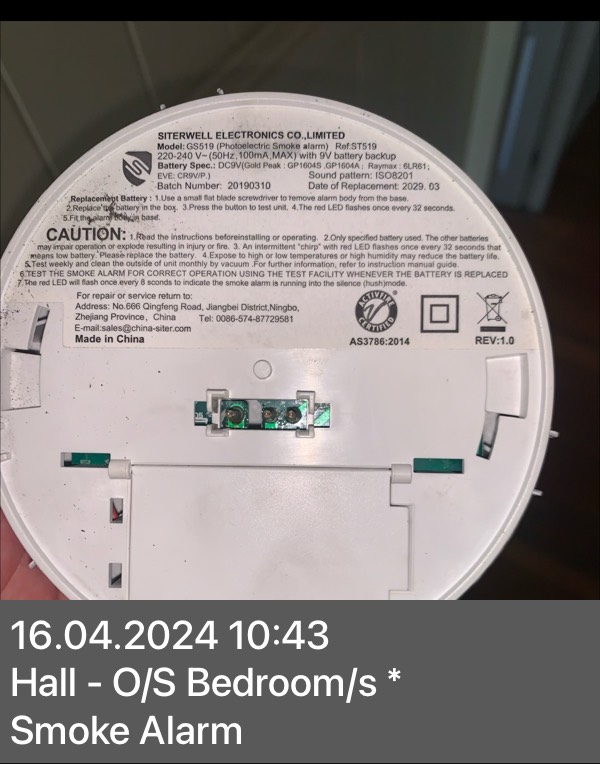 SITERWELL ELECTRONICS CO.,LIMITED
Model: GS519 (Photoelectric Smoke alarm) Ref:ST519
220-240 V~(50Hz,100mA,MAX) with 9V battery backup
Battery Spec.: DC9V(Gold Peak : GP1604S ,GP1604A ; Raymax : 6LR61;
EVE: CR9V/P.) Sound pattern: ISO8201
Batch Number: 20190310 Date of Replacement: 2029. 03
Replacement Battery : 1.Use a small flat blade screwdriver to remove alarm body from the base.
2.Replace the battery in the box. 3.Press the button to test unit. 4.The red LED flashes once every 32 seconds.
5.Fit the alarm body in base.
CAUTION: 1.Read the instructions beforeinstalling or operating. 2.Only specified battery used. The other batteries
may impair operation or explode resulting in injury or fire. 3. An intermittent "chirp" with red LED flashes once every 32 seconds that
means low battery. Please replace the battery. 4.Expose to high or low temperatures or high humidity may reduce the battery life.
5.Test weekly and clean the outside of unit monthly by vacuum .For further information, refer to instruction manual guide.
6.TEST THE SMOKE ALARM FOR CORRECT OPERATION USING THE TEST FACILITY WHENEVER THE BATTERY IS REPLACED
7.The red LED will flash once every 8 seconds to indicate the smoke alarm is running into the silence (hush)mode.
For repair or service return to:
Address: No.666 Qingfeng Road, Jiangbei District,Ningbo,
Zhejiang Province, China Tel: 0086-574-87729581
E-mail:sales@china-siter.com
Made in China
ACTIVFIRE
CERTIFIED
AS3786:2014
REV:1.0
16.04.2024 10:43
Hall - O/S Bedroom/s *
Smoke Alarm